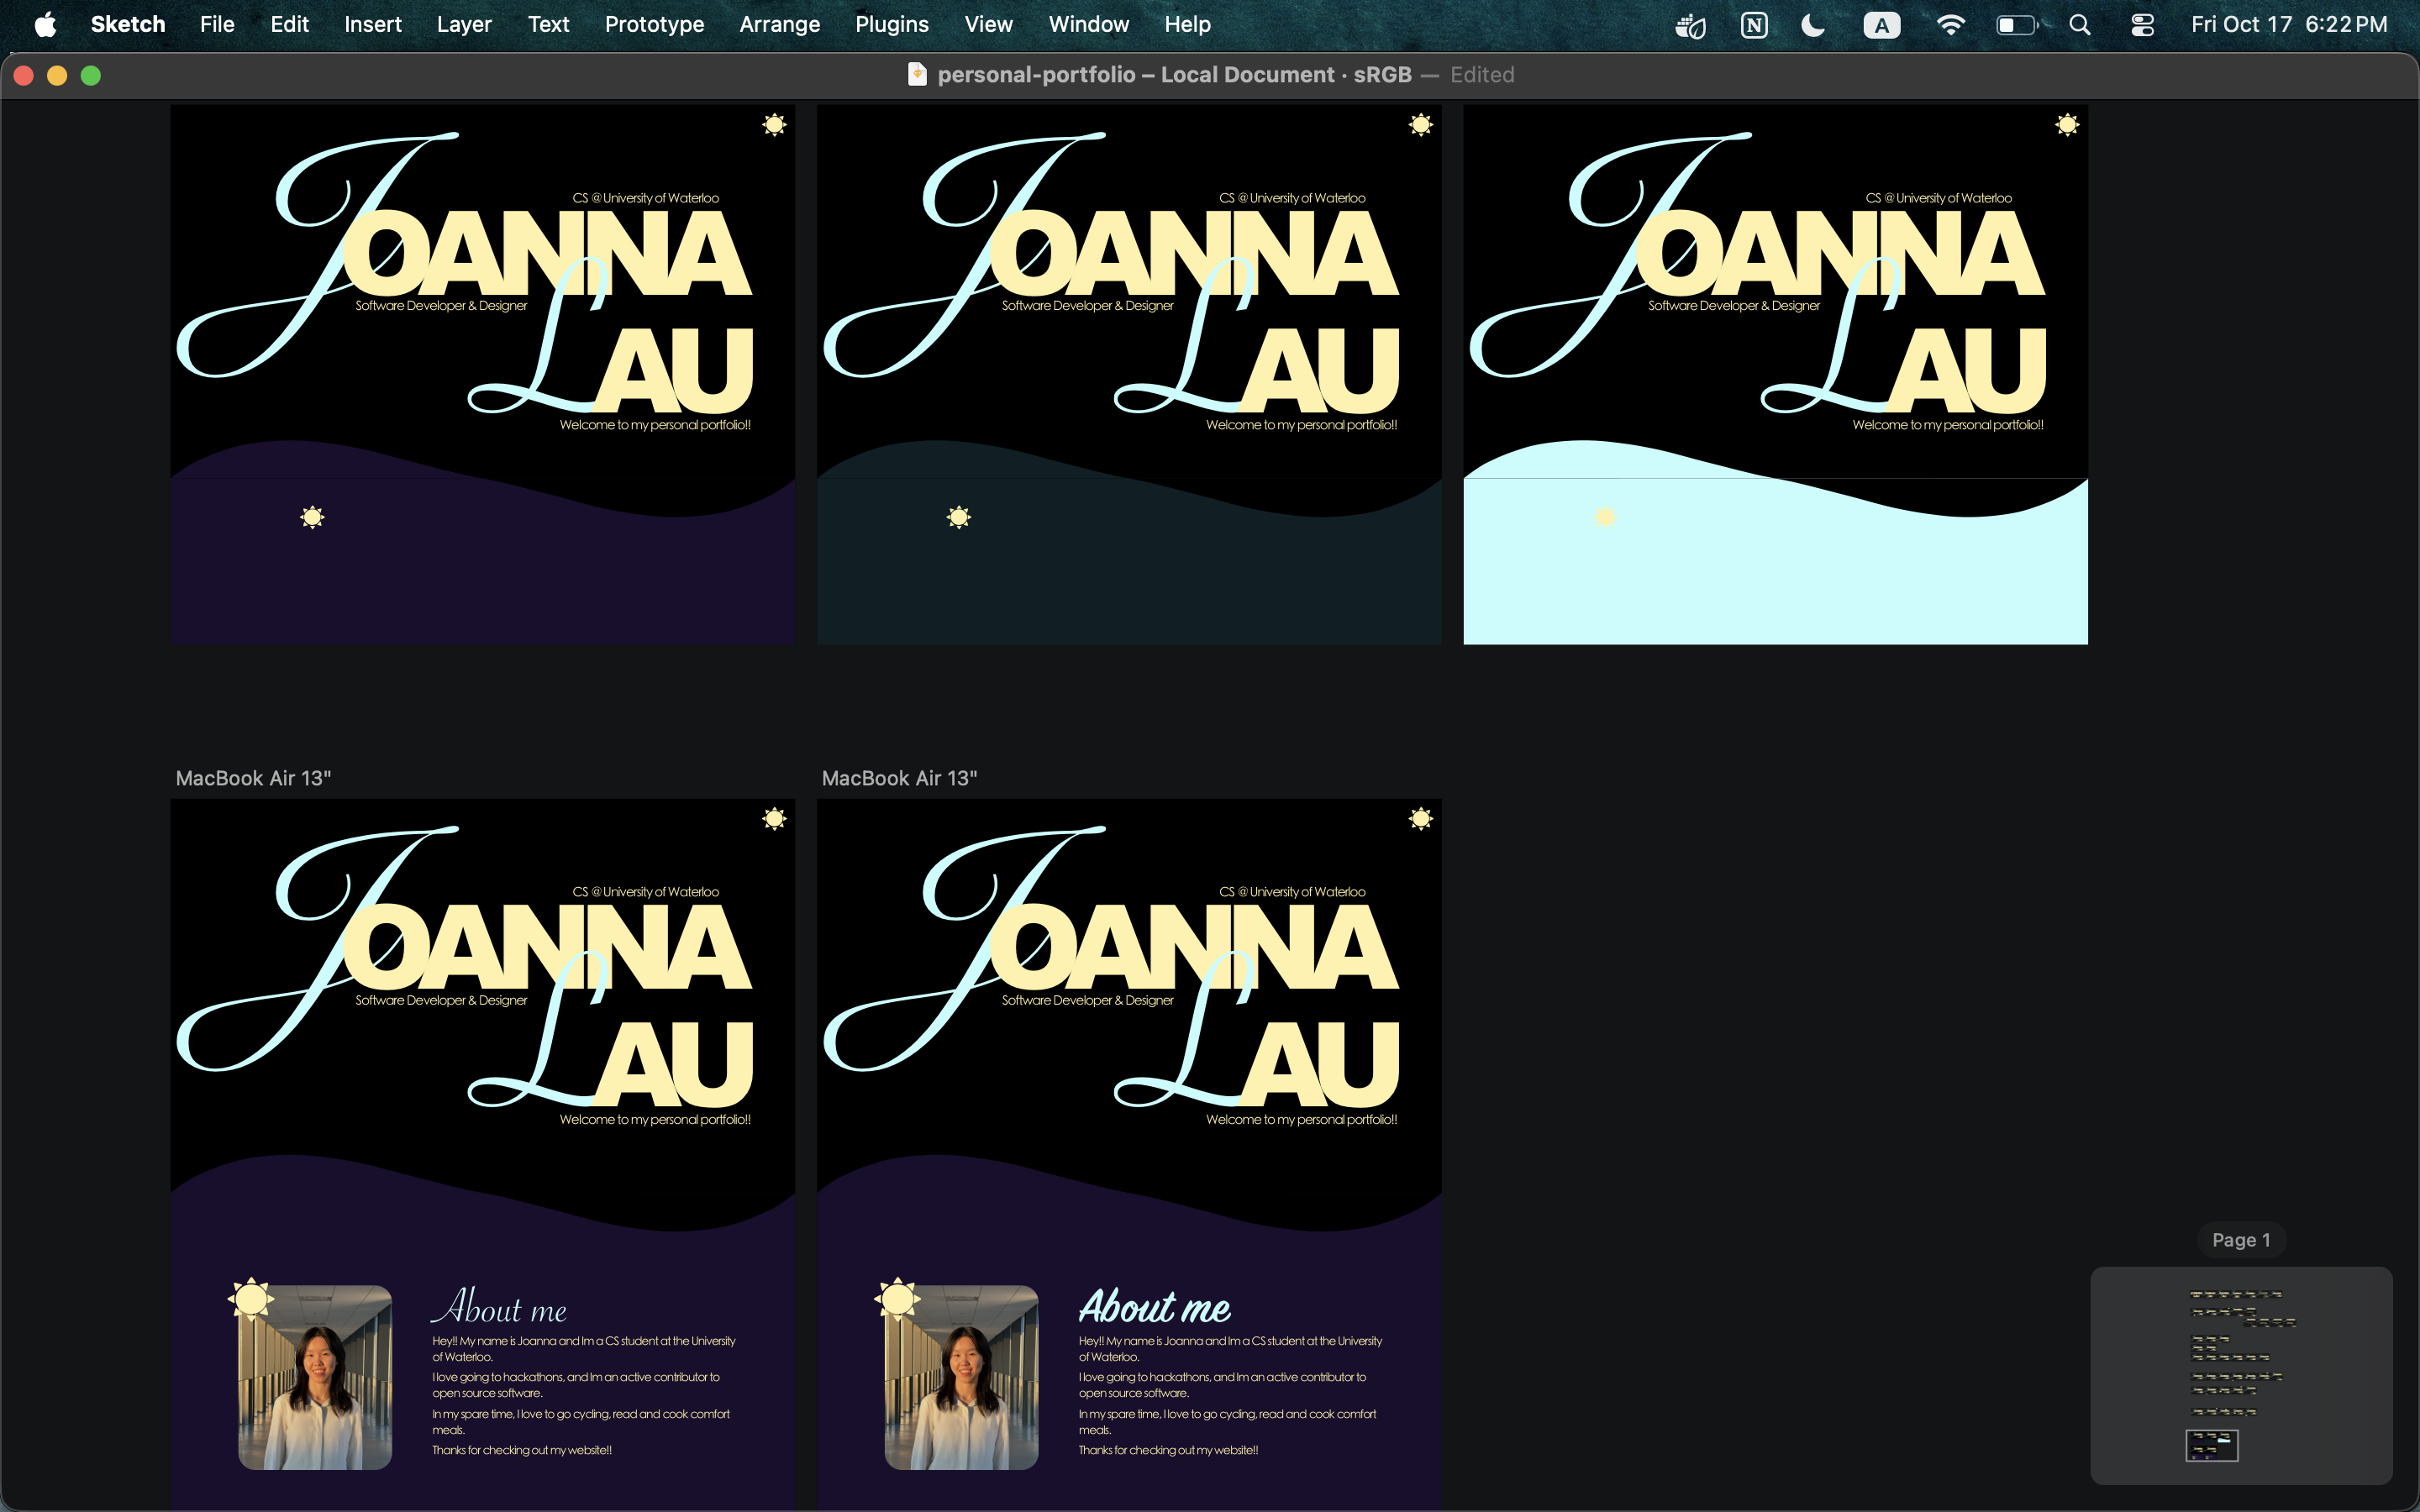 Sketch File Edit Insert Layer Text Prototype Arrange Plugins View Window Help N A Fri Oct 17 6:22 PM
personal-portfolio – Local Document · sRGB — Edited
CS @ University of Waterloo
JOANNA
Software Developer & Designer
LAU
Welcome to my personal portfolio!!
CS @ University of Waterloo
JOANNA
Software Developer & Designer
LAU
Welcome to my personal portfolio!!
CS @ University of Waterloo
JOANNA
Software Developer & Designer
LAU
Welcome to my personal portfolio!!
MacBook Air 13"
CS @ University of Waterloo
JOANNA
Software Developer & Designer
LAU
Welcome to my personal portfolio!!
About me
Hey!! My name is Joanna and Im a CS student at the University
of Waterloo.
I love going to hackathons, and Im an active contributor to
open source software.
In my spare time, I love to go cycling, read and cook comfort
meals.
Thanks for checking out my website!!
MacBook Air 13"
CS @ University of Waterloo
JOANNA
Software Developer & Designer
LAU
Welcome to my personal portfolio!!
About me
Hey!! My name is Joanna and Im a CS student at the University
of Waterloo.
I love going to hackathons, and Im an active contributor to
open source software.
In my spare time, I love to go cycling, read and cook comfort
meals.
Thanks for checking out my website!!
Page 1